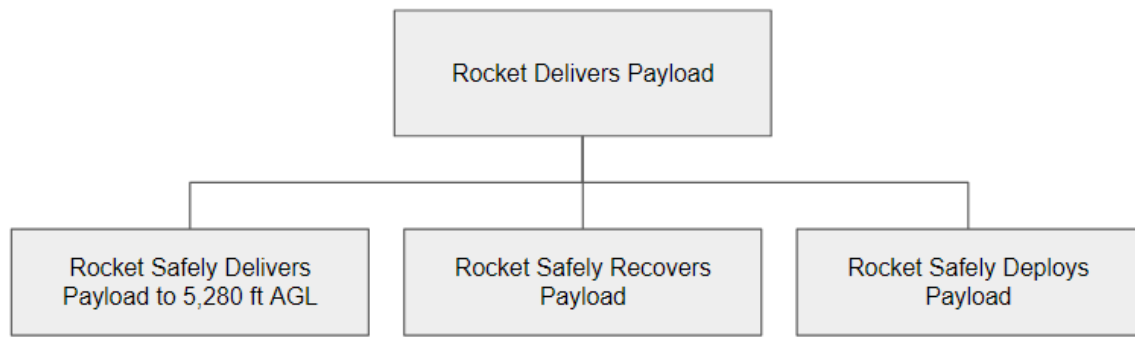 Rocket Delivers Payload
Rocket Safely Delivers
Payload to 5,280 ft AGL
Rocket Safely Recovers
Payload
Rocket Safely Deploys
Payload